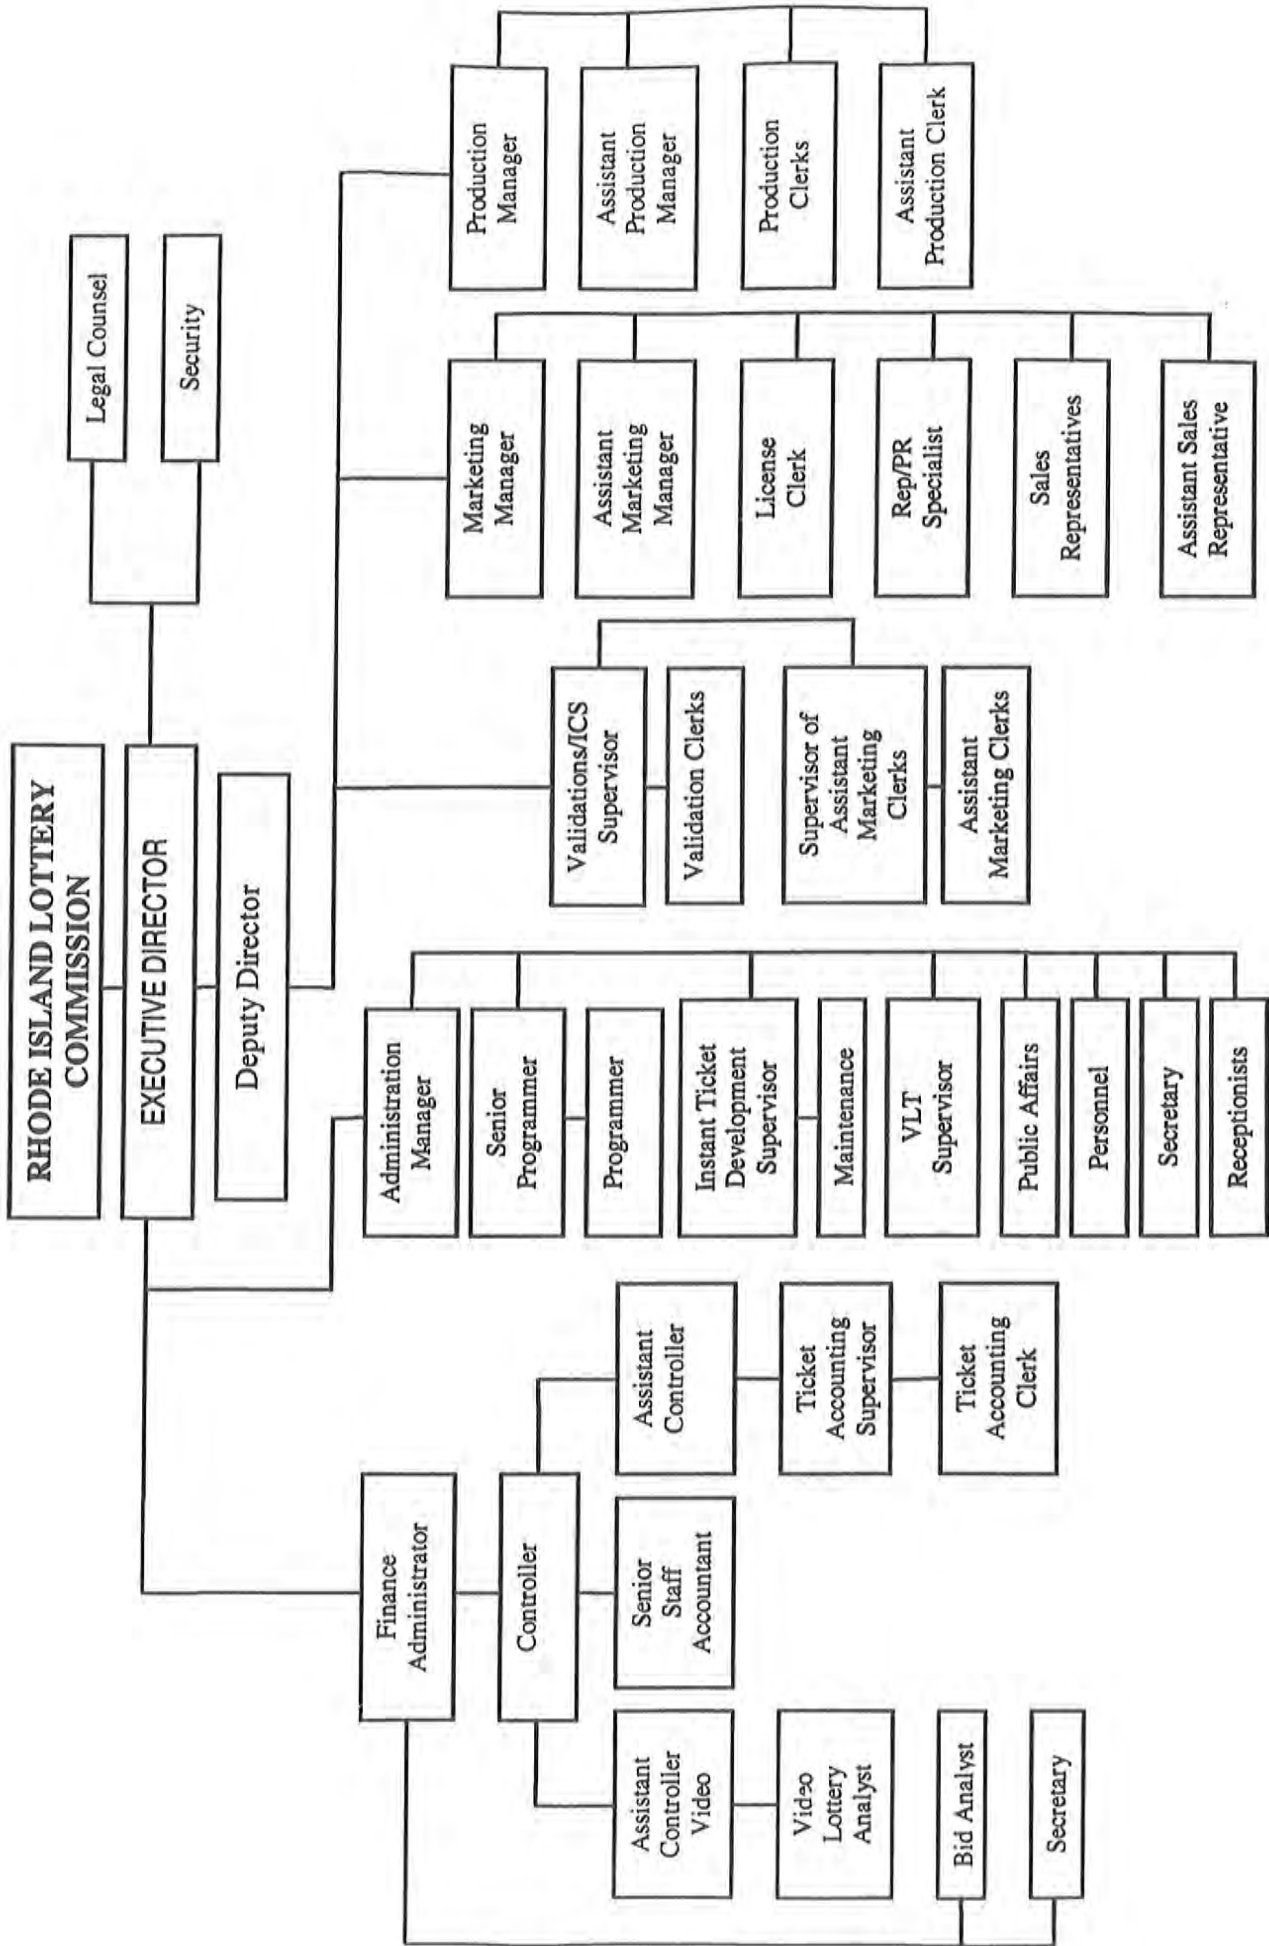 RHODE ISLAND LOTTERY
COMMISSION
EXECUTIVE DIRECTOR
Deputy Director
Legal Counsel
Security
Finance
Administrator
Controller
Assistant
Controller
Video
Video
Lottery
Analyst
Bid Analyst
Secretary
Senior
Staff
Accountant
Assistant
Controller
Ticket
Accounting
Supervisor
Ticket
Accounting
Clerk
Administration
Manager
Senior
Programmer
Programmer
Instant Ticket
Development
Supervisor
Maintenance
VLT
Supervisor
Public Affairs
Personnel
Secretary
Receptionists
Validations/ICS
Supervisor
Validation Clerks
Supervisor of
Assistant
Marketing
Clerks
Assistant
Marketing Clerks
Marketing
Manager
Assistant
Marketing
Manager
License
Clerk
Rep/PR
Specialist
Sales
Representatives
Assistant Sales
Representative
Production
Manager
Assistant
Production
Manager
Production
Clerks
Assistant
Production Clerk